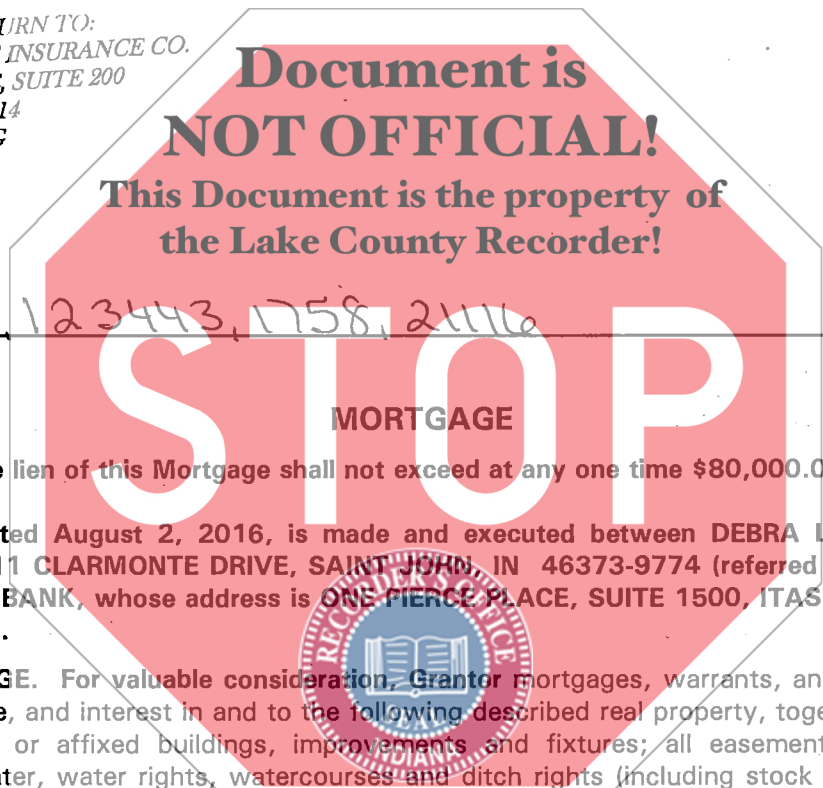 URN TO:
INSURANCE CO.
, SUITE 200
14
G
Document is
NOT OFFICIAL!
This Document is the property of
the Lake County Recorder!
123443, 1758, 21116
STOP
MORTGAGE
lien of this Mortgage shall not exceed at any one time $80,000.0
ted August 2, 2016, is made and executed between DEBRA L
11 CLARMONTE DRIVE, SAINT JOHN, IN 46373-9774 (referred
BANK, whose address is ONE PIERCE PLACE, SUITE 1500, ITAS
.
GE. For valuable consideration, Grantor mortgages, warrants, an
e, and interest in and to the following described real property, toge
or affixed buildings, improvements and fixtures; all easement
ater, water rights, watercourses and ditch rights (including stock
RECORDER'S OFFICE
INDIANA